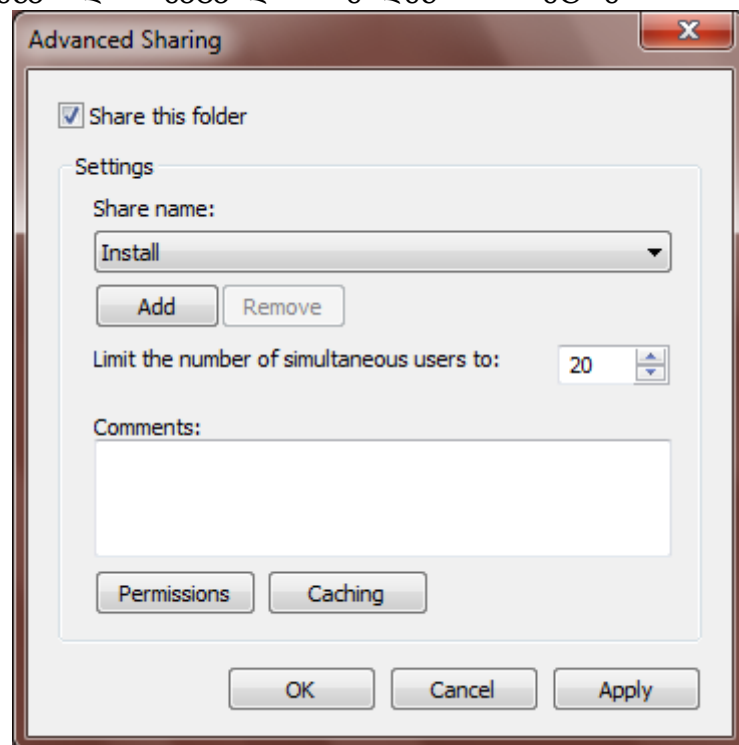 Advanced Sharing
Share this folder
Settings
Share name:
Install
Add Remove
Limit the number of simultaneous users to: 20
Comments:
Permissions Caching
OK Cancel Apply